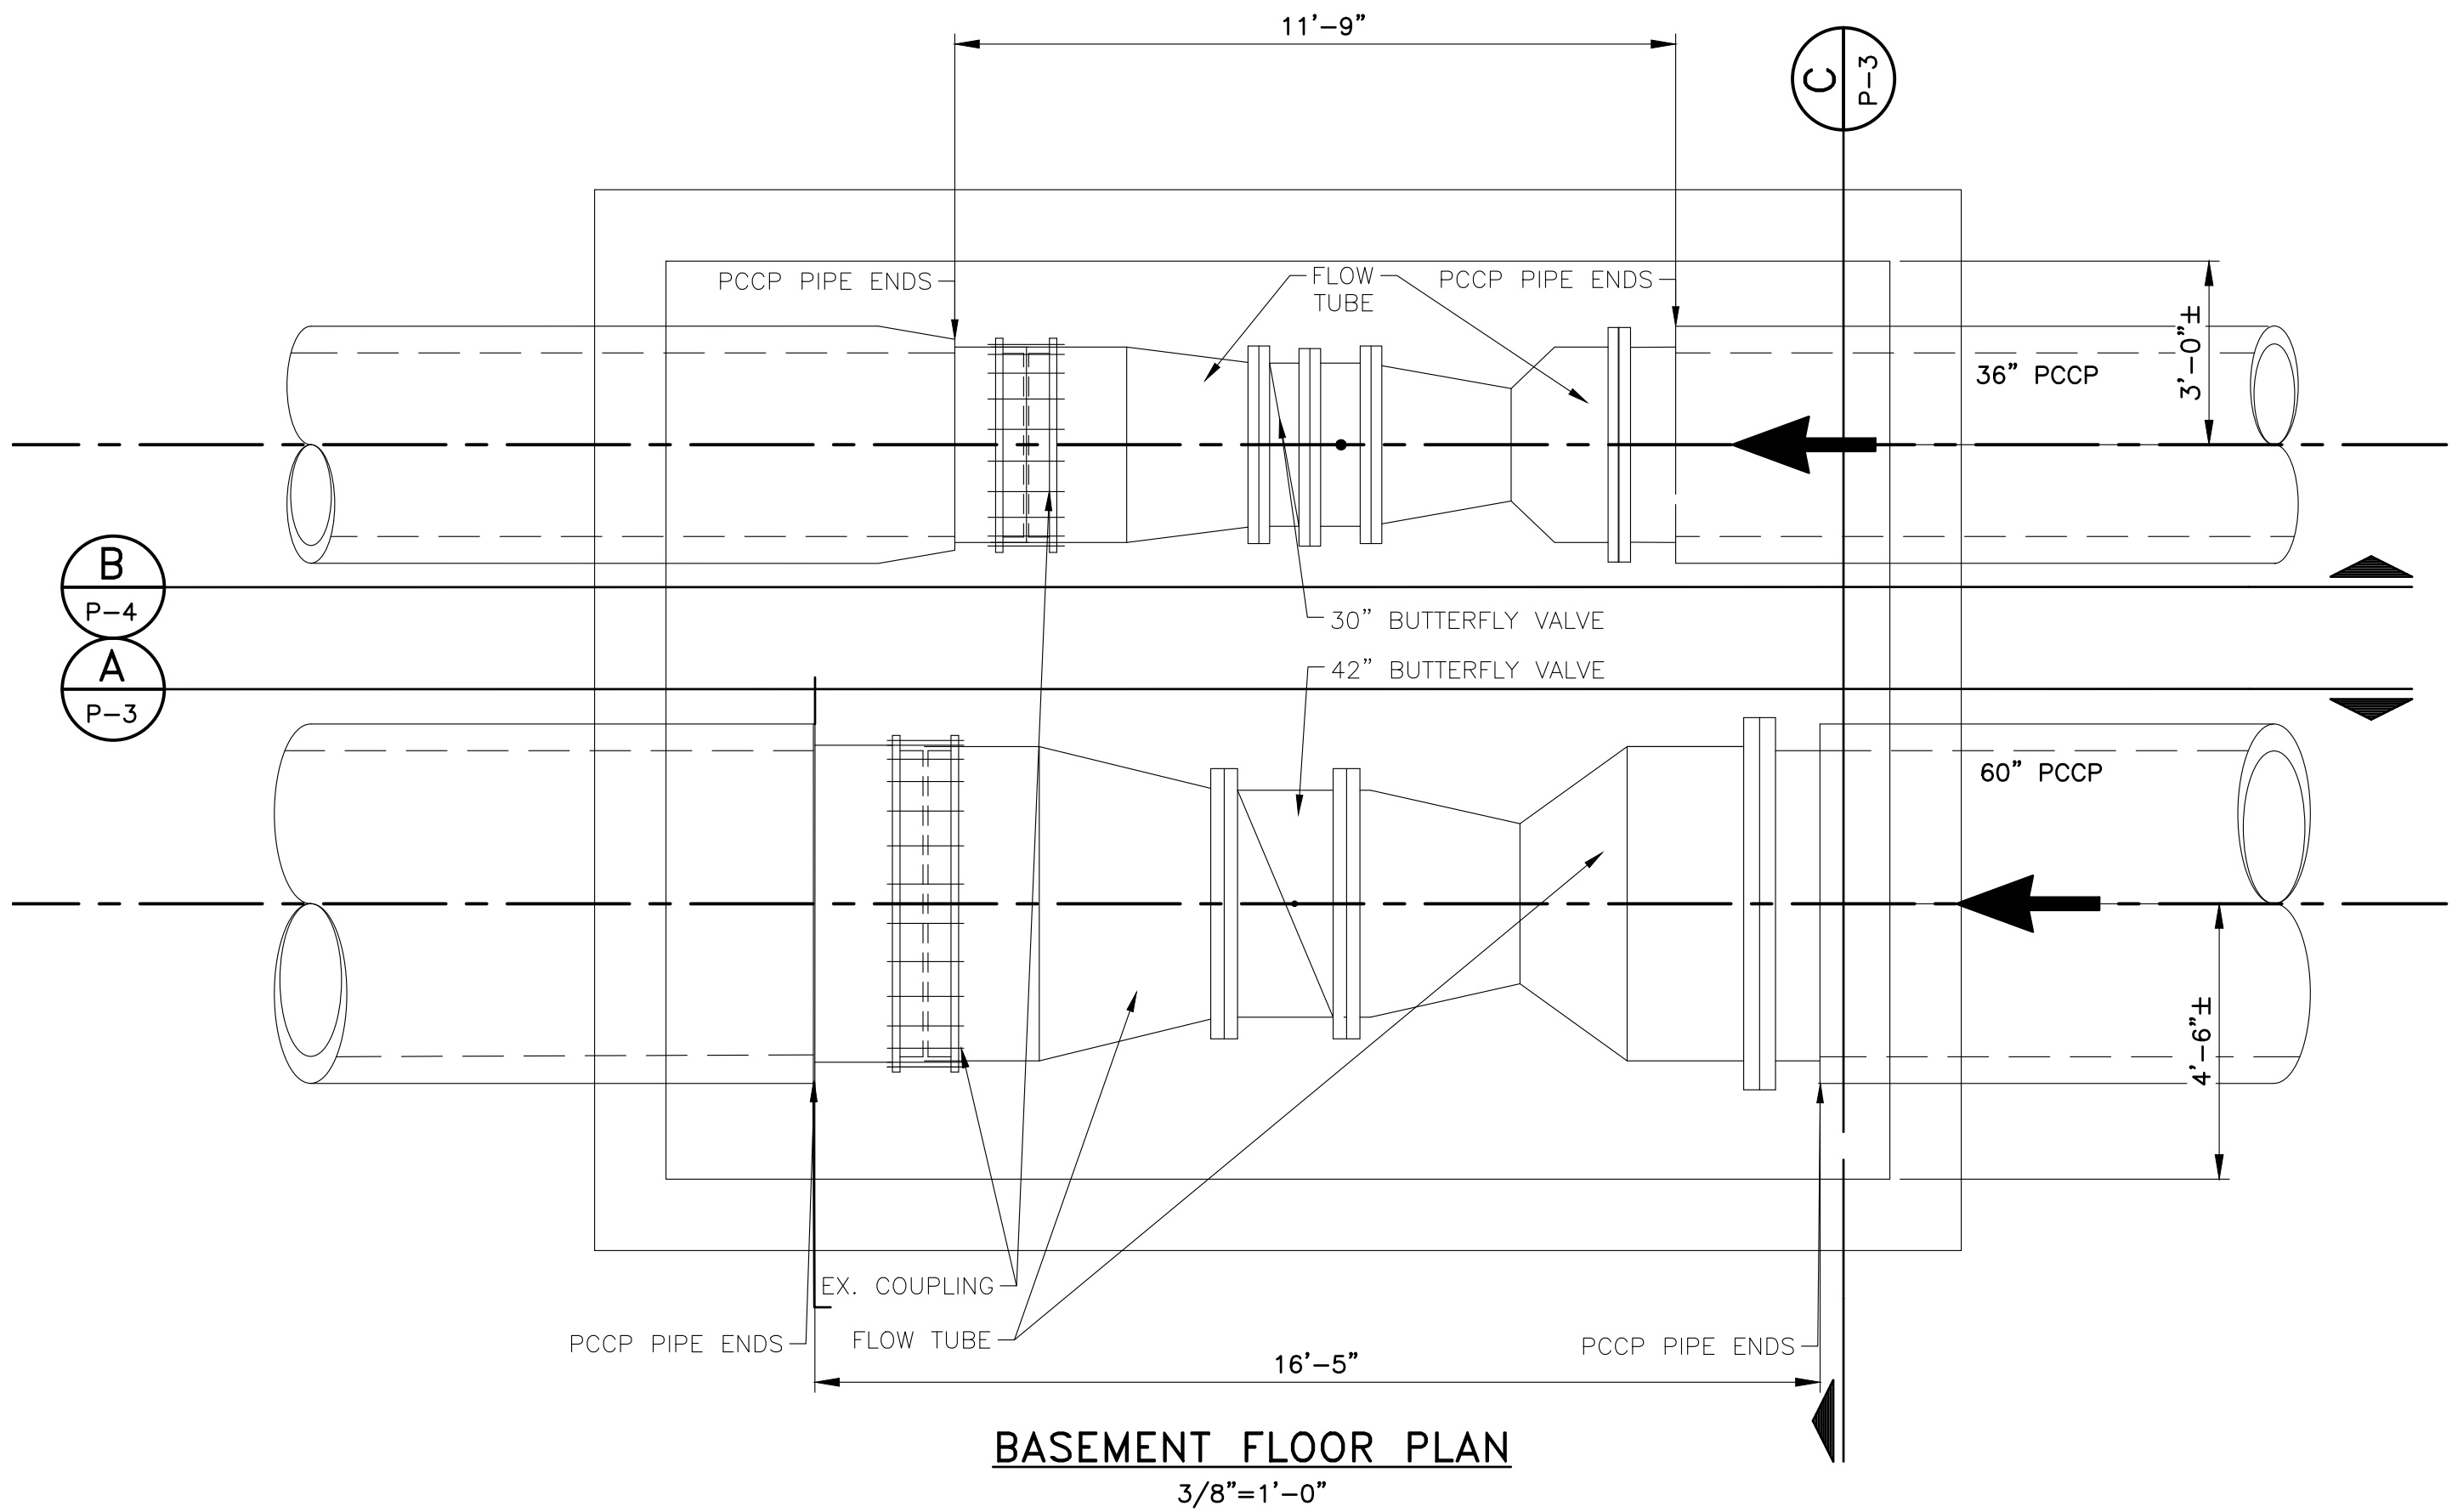 11'-9"
C
P-3
PCCP PIPE ENDS
FLOW
TUBE
PCCP PIPE ENDS
3'-0"±
36" PCCP
B
P-4
30" BUTTERFLY VALVE
A
P-3
42" BUTTERFLY VALVE
60" PCCP
4'-6"±
EX. COUPLING
PCCP PIPE ENDS
FLOW TUBE
PCCP PIPE ENDS
16'-5"
BASEMENT FLOOR PLAN
3/8"=1'-0"